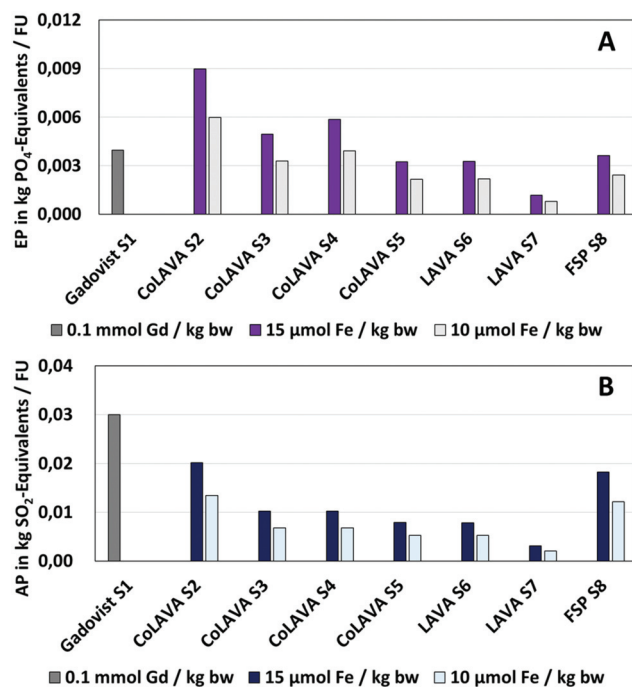 0,012
A
0,009
0,006
0,003
0,000
EP in kg PO₄-Equivalents / FU
Gadovist S1
CoLAVA S2
CoLAVA S3
CoLAVA S4
CoLAVA S5
LAVA S6
LAVA S7
FSP S8
0.1 mmol Gd / kg bw 15 µmol Fe / kg bw 10 µmol Fe / kg bw
0,04
B
0,03
0,02
0,01
0,00
AP in kg SO₂-Equivalents / FU
Gadovist S1
CoLAVA S2
CoLAVA S3
CoLAVA S4
CoLAVA S5
LAVA S6
LAVA S7
FSP S8
0.1 mmol Gd / kg bw 15 µmol Fe / kg bw 10 µmol Fe / kg bw